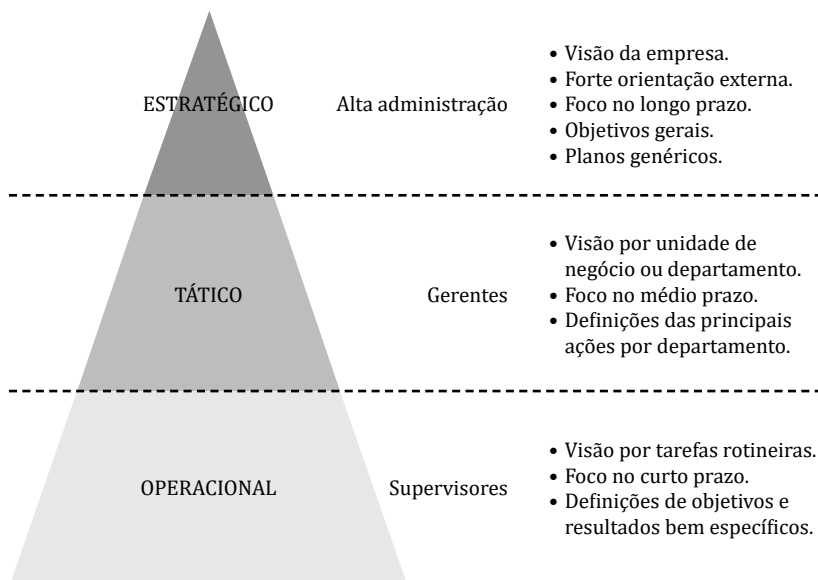 ESTRATÉGICO
Alta administração
• Visão da empresa.
• Forte orientação externa.
• Foco no longo prazo.
• Objetivos gerais.
• Planos genéricos.
TÁTICO
Gerentes
• Visão por unidade de
negócio ou departamento.
• Foco no médio prazo.
• Definições das principais
ações por departamento.
OPERACIONAL
Supervisores
• Visão por tarefas rotineiras.
• Foco no curto prazo.
• Definições de objetivos e
resultados bem específicos.